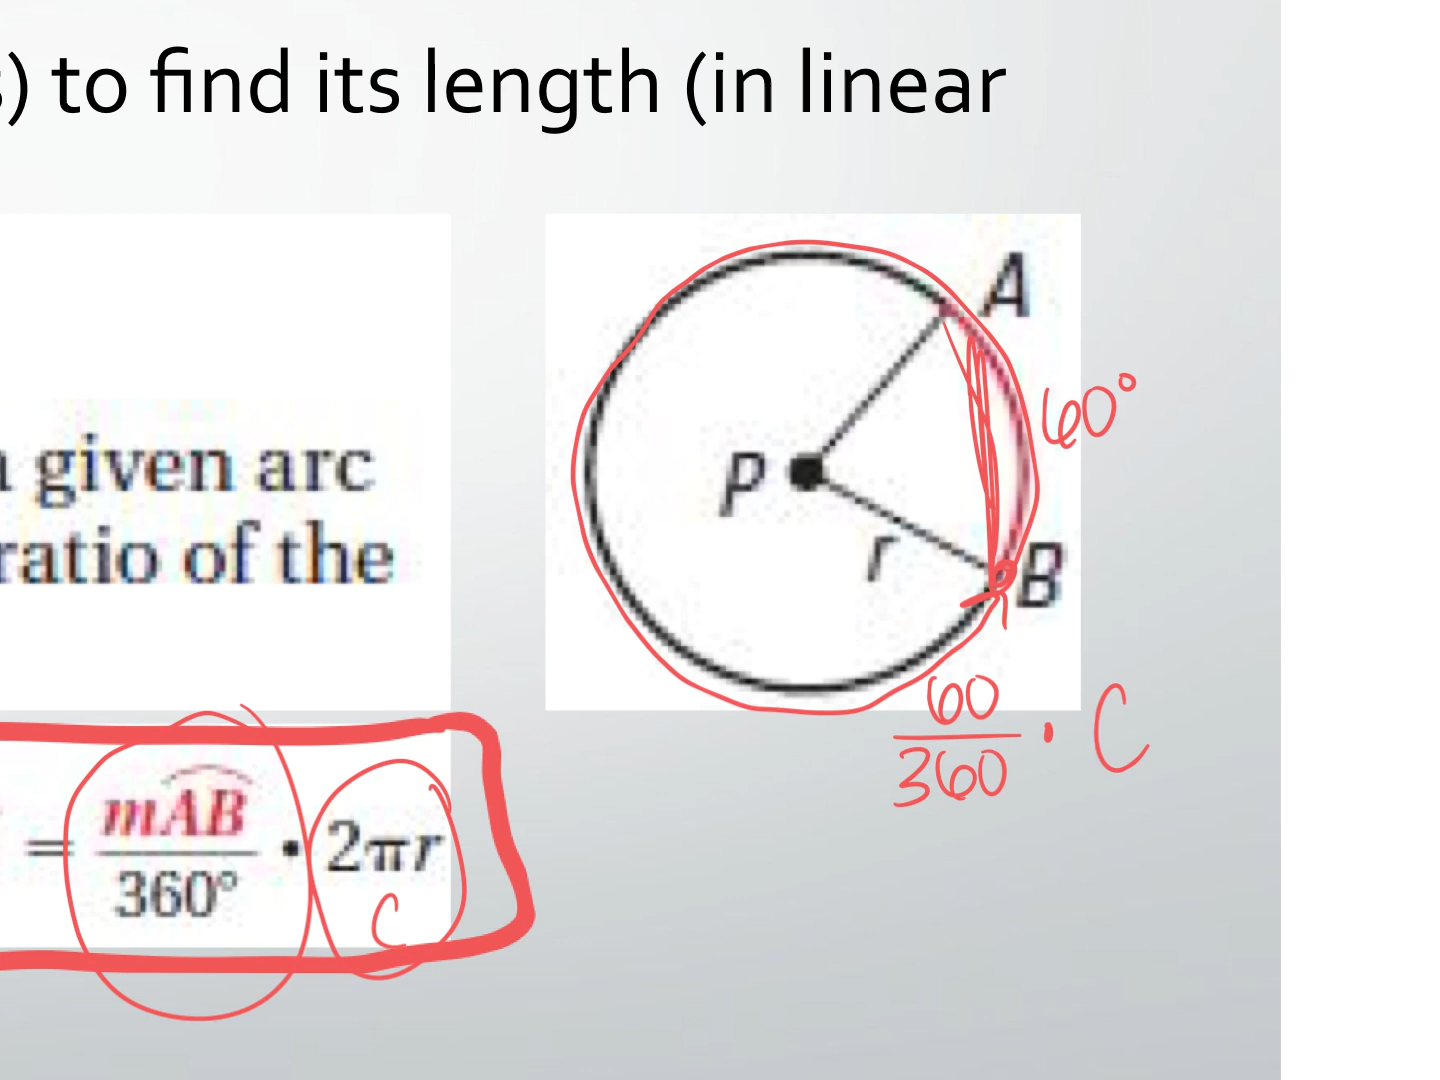 ) to find its length (in linear
given arc
ratio of the
= mAB/360° • 2πr
C
A
60°
P
r
B
60/360 · C